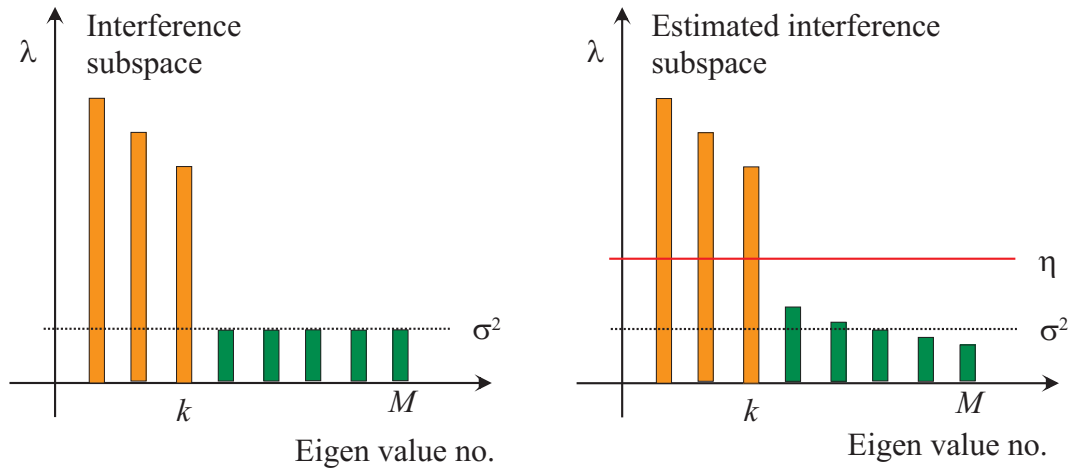 Interference
subspace
λ
σ²
k
M
Eigen value no.
Estimated interference
subspace
λ
η
σ²
k
M
Eigen value no.